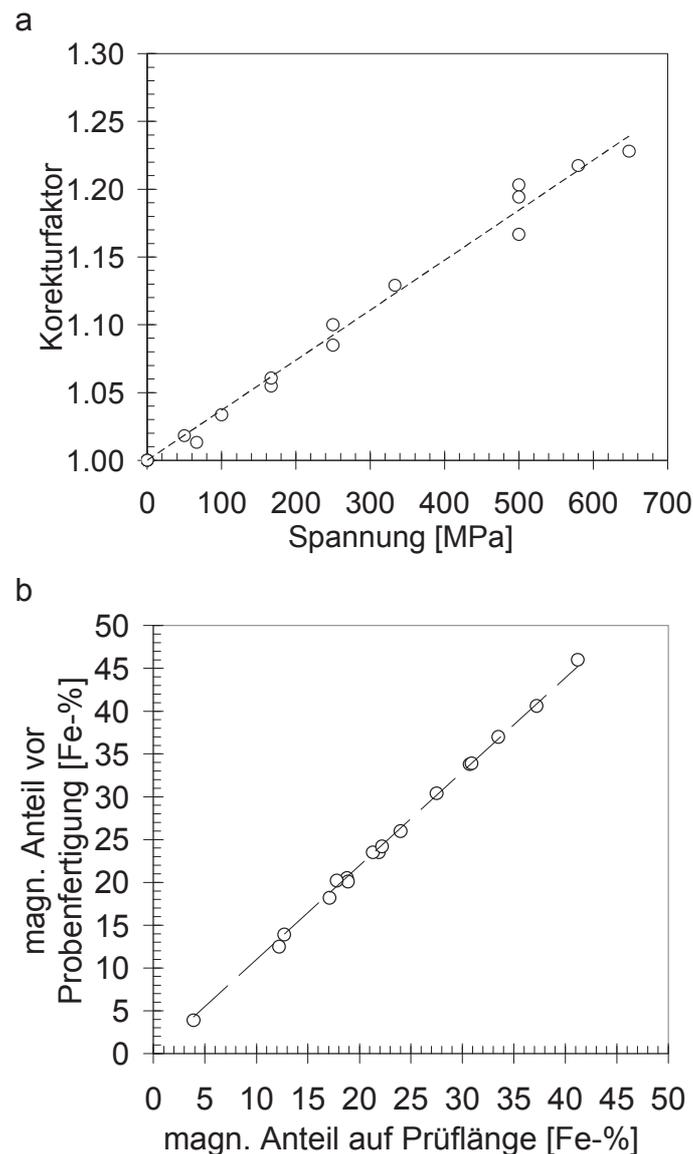 a
1.30
1.25
1.20
1.15
1.10
1.05
1.00
Korekturfaktor
0 100 200 300 400 500 600 700
Spannung [MPa]
b
50
45
40
35
30
25
20
15
10
5
0
magn. Anteil vor
Probenfertigung [Fe-%]
0 5 10 15 20 25 30 35 40 45 50
magn. Anteil auf Prüflänge [Fe-%]